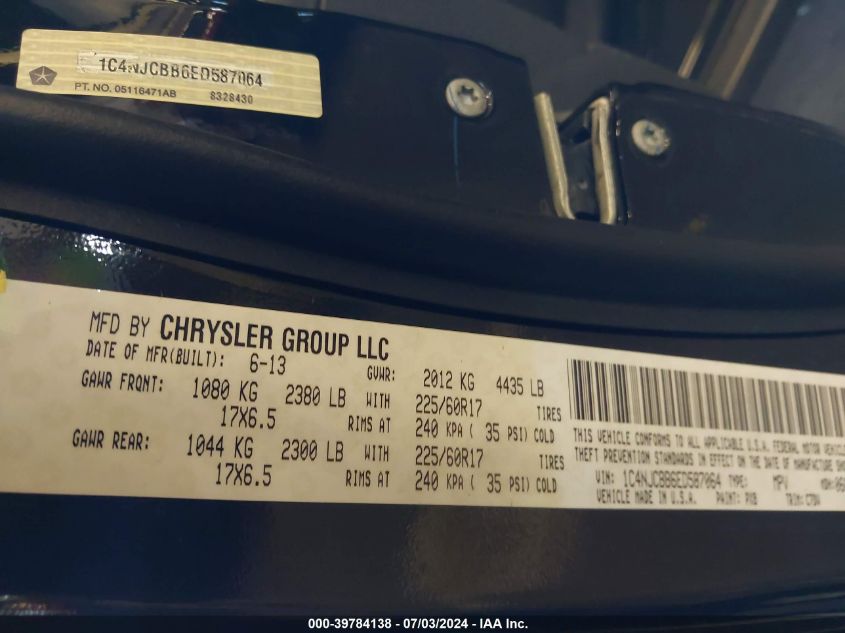 1C4NJCBB6ED587064
PT. NO. 05116471AB 8328430
MFD BY CHRYSLER GROUP LLC
DATE OF MFR(BUILT): 6-13 GVWR: 2012 KG 4435 LB
GAWR FRONT: 1080 KG 2380 LB WITH 225/60R17 TIRES
17X6.5 RIMS AT 240 KPA ( 35 PSI) COLD
GAWR REAR: 1044 KG 2300 LB WITH 225/60R17 TIRES
17X6.5 RIMS AT 240 KPA ( 35 PSI) COLD
THIS VEHICLE CONFORMS TO ALL APPLICABLE U.S.A. FEDERAL MOTOR VEHICLE
THEFT PREVENTION STANDARDS IN EFFECT ON THE DATE OF MANUFACTURE
VIN: 1C4NJCBB6ED587064 TYPE: MPV MDH:
VEHICLE MADE IN U.S.A. PAINT: PXB TRIM:
000-39784138 - 07/03/2024 - IAA Inc.